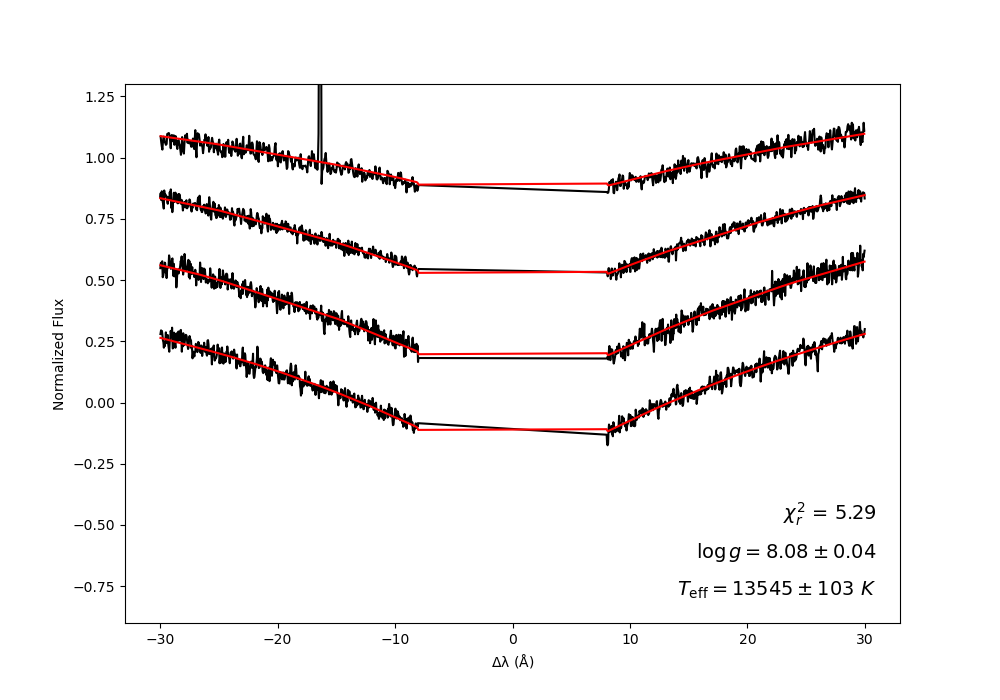 1.25
1.00
0.75
0.50
0.25
0.00
−0.25
−0.50
−0.75
Normalized Flux
χ²ᵣ = 5.29
log g = 8.08 ± 0.04
T_eff = 13545 ± 103 K
−30 −20 −10 0 10 20 30
Δλ (Å)